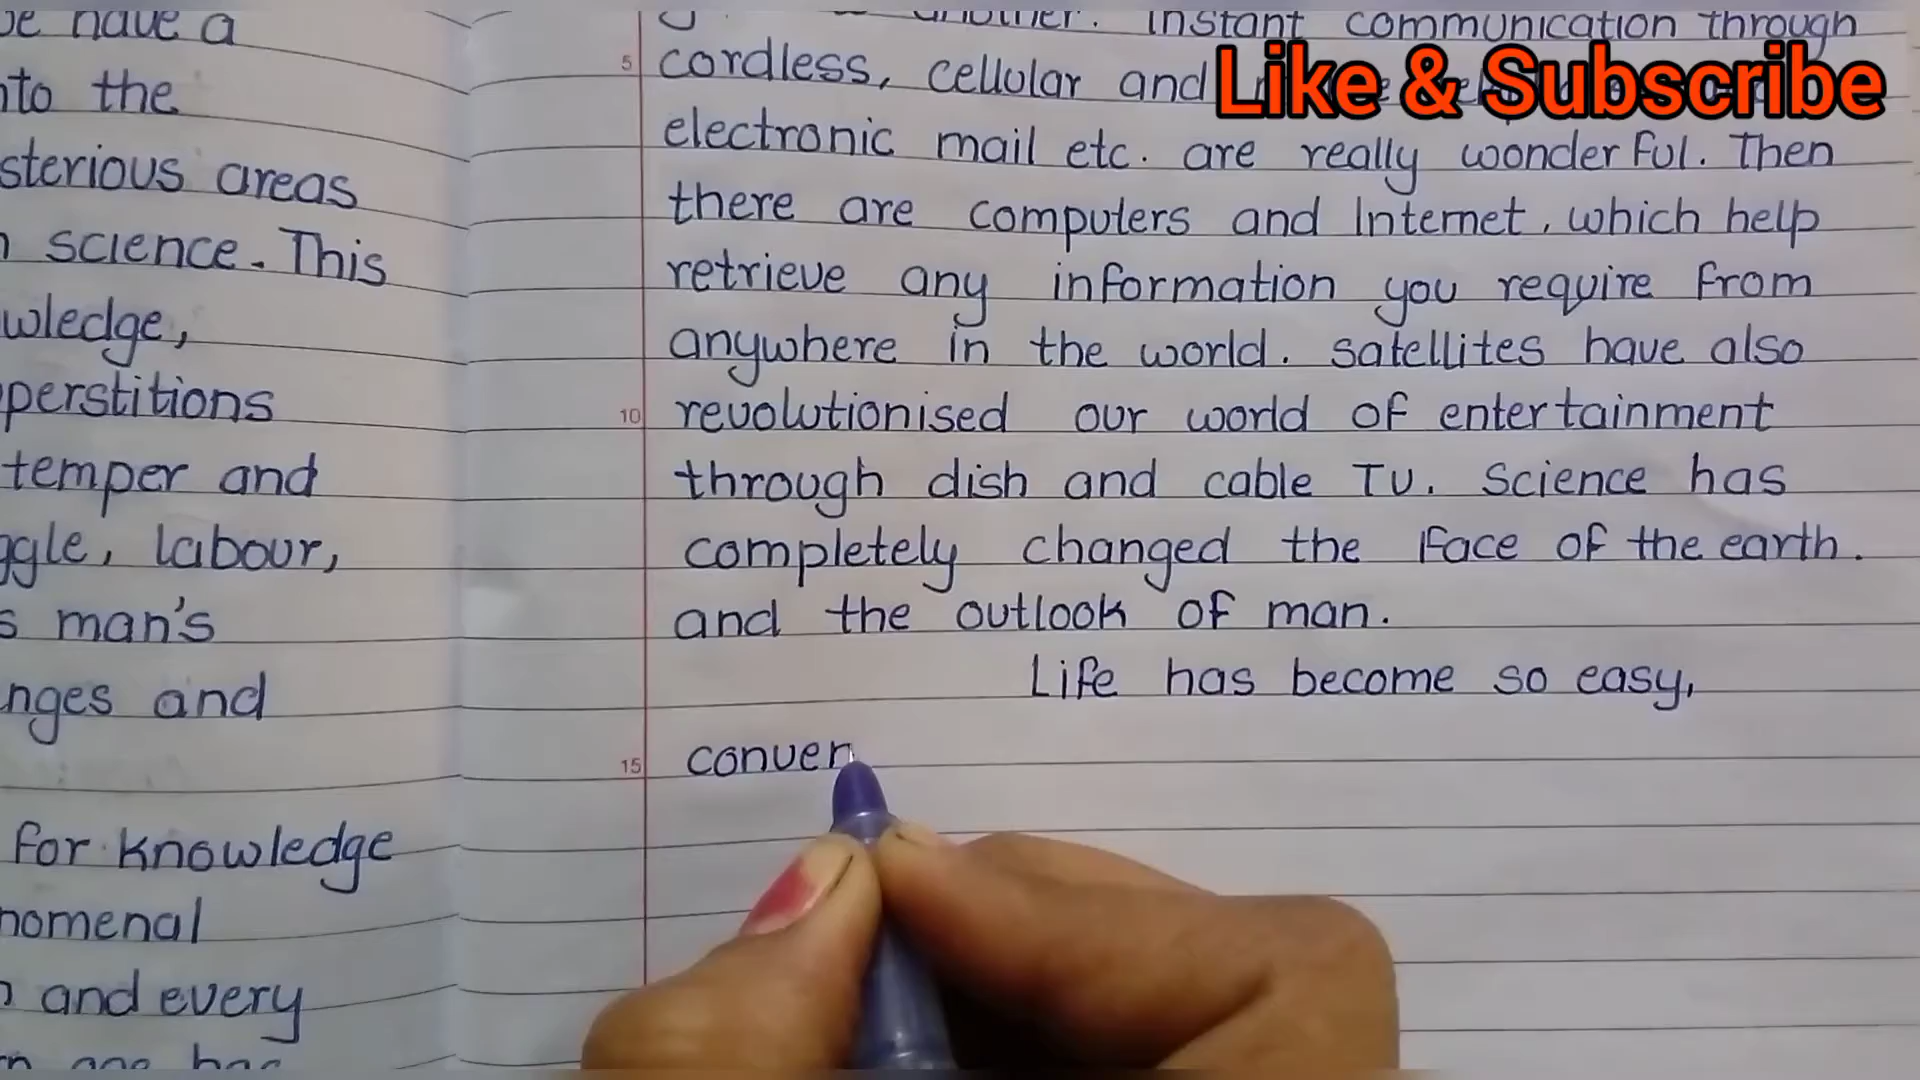 have a
to the
sterious areas
science. This
wledge,
perstitions
temper and
ggle, labour,
s man's
nges and
for knowledge
nomenal
and every
another. Instant communication through
5 cordless, cellular and
Like & Subscribe
electronic mail etc. are really wonderful. Then
there are computers and Internet, which help
retrieve any information you require from
anywhere in the world. satellites have also
10 revolutionised our world of entertainment
through dish and cable TV. Science has
completely changed the face of the earth.
and the outlook of man.
Life has become so easy,
15 conven